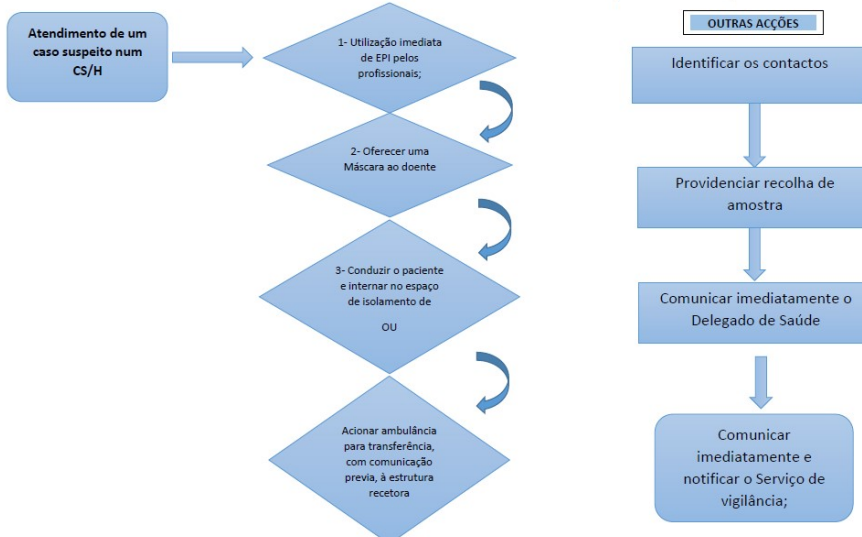 Atendimento de um
caso suspeito num
CS/H
1- Utilização imediata
de EPI pelos
profissionais;
2- Oferecer uma
Máscara ao doente
3- Conduzir o paciente
e internar no espaço
de isolamento de
OU
Acionar ambulância
para transferência,
com comunicação
previa, à estrutura
recetora
OUTRAS ACÇÕES
Identificar os contactos
Providenciar recolha de
amostra
Comunicar imediatamente o
Delegado de Saúde
Comunicar
imediatamente e
notificar o Serviço de
vigilância;